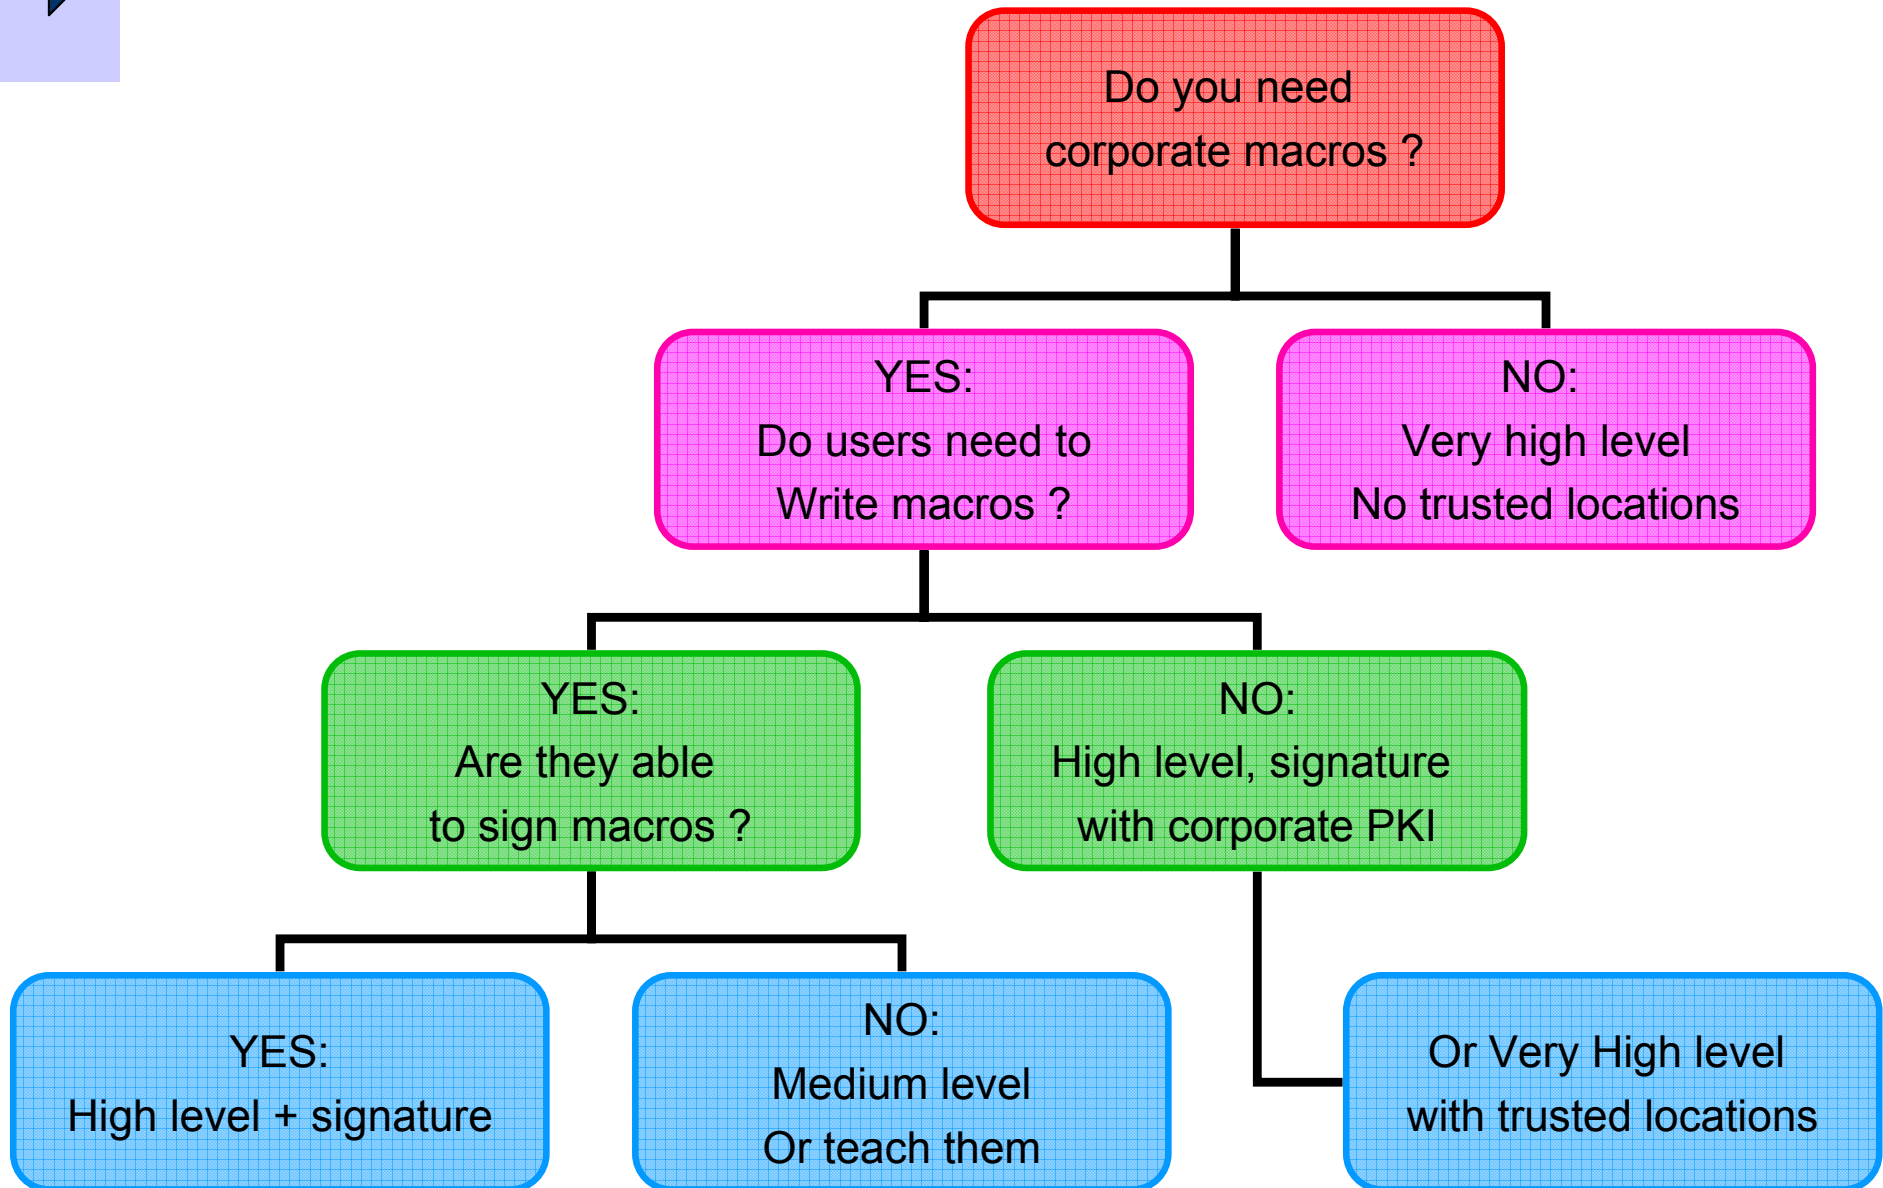 Do you need
corporate macros ?
YES:
Do users need to
Write macros ?
NO:
Very high level
No trusted locations
YES:
Are they able
to sign macros ?
NO:
High level, signature
with corporate PKI
YES:
High level + signature
NO:
Medium level
Or teach them
Or Very High level
with trusted locations